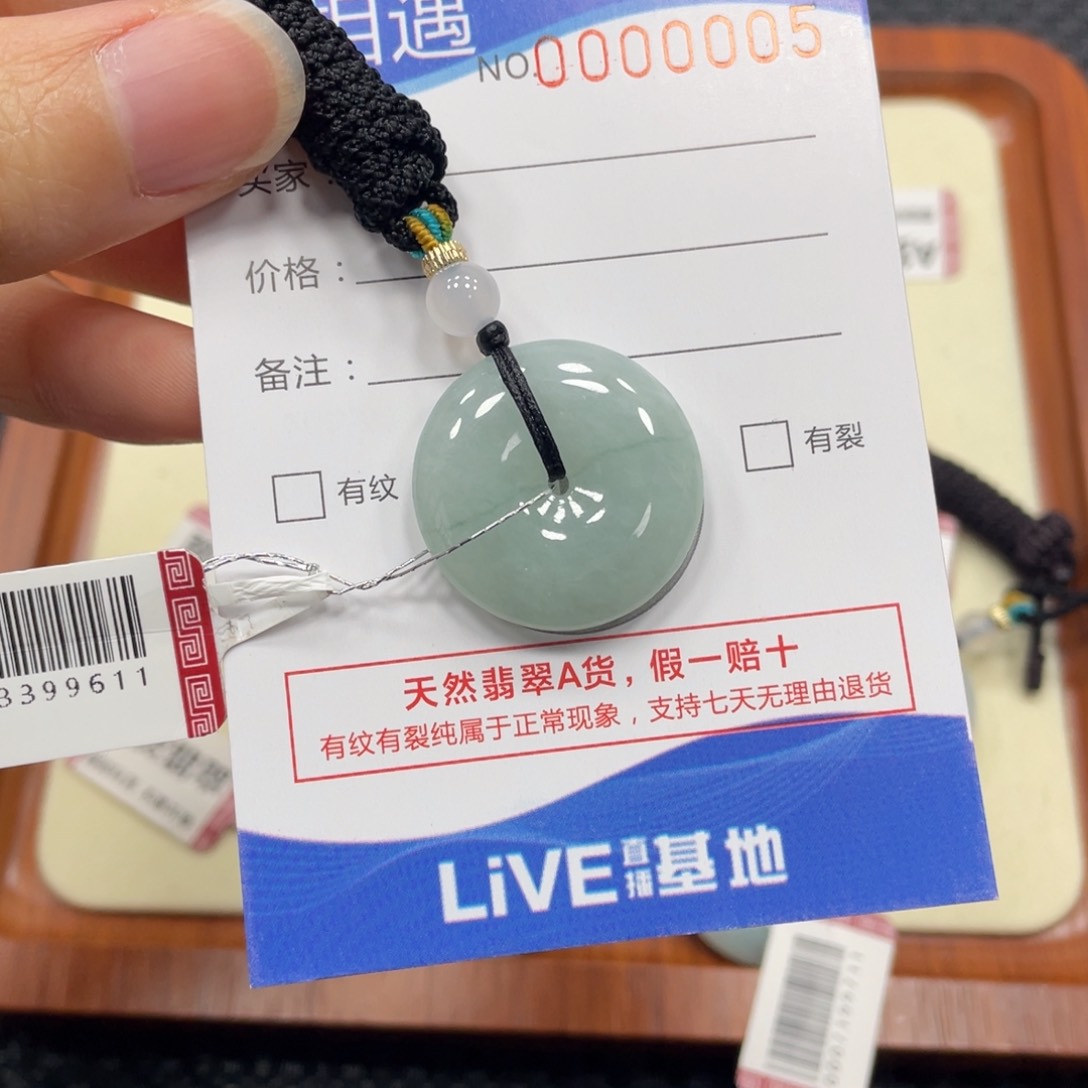 相遇
NO.0000005
买家：
价格：
备注：
有纹
有裂
3399611
天然翡翠A货，假一赔十
有纹有裂纯属于正常现象，支持七天无理由退货
LiVE直播基地